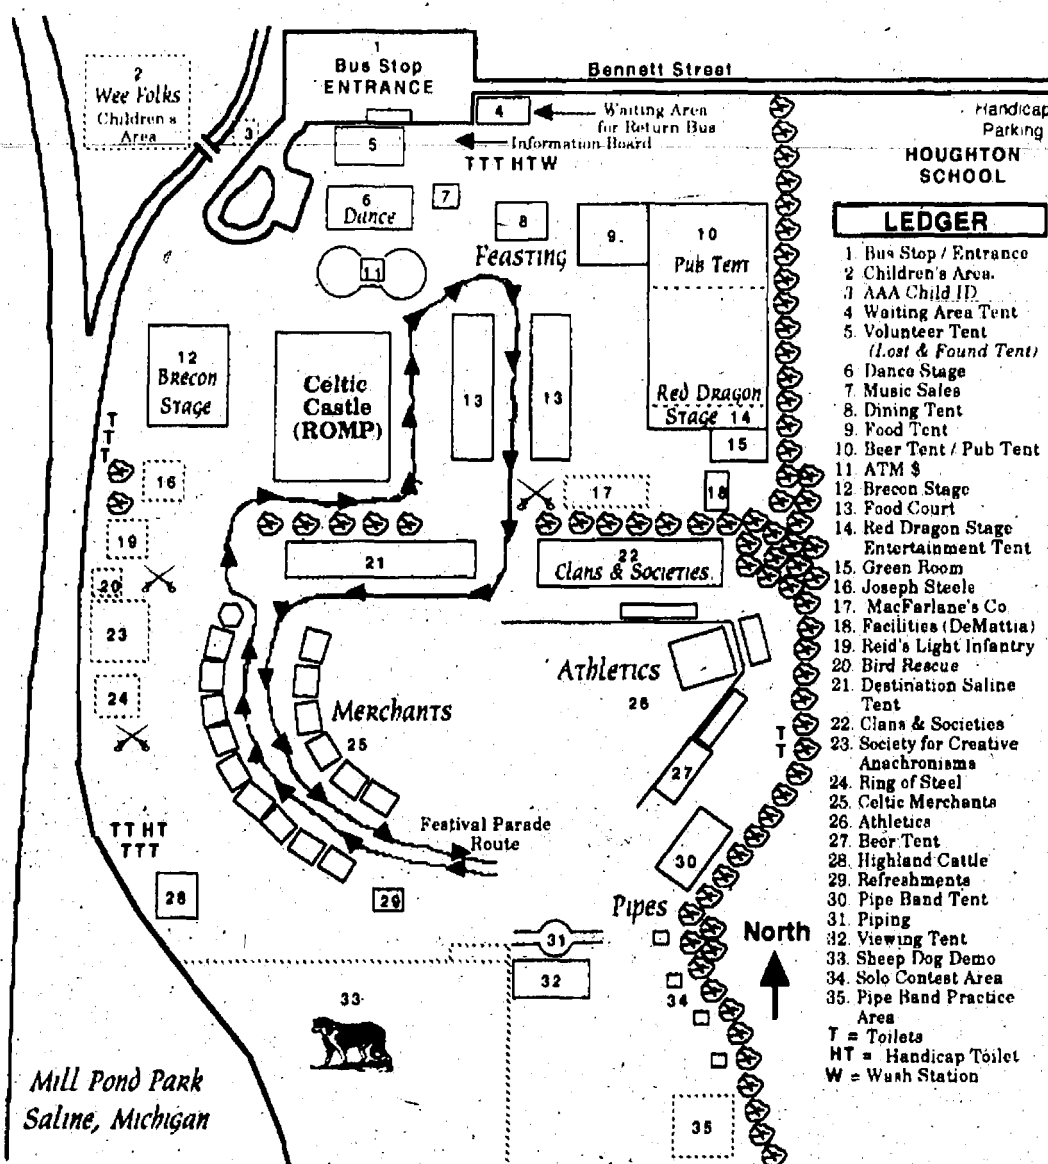 1
Bus Stop
ENTRANCE
Bennett Street
2
Wee Folks
Children's
Area
3
4
Waiting Area
for Return Bus
Information Board
5
TTT HTW
Handicap
Parking
HOUGHTON
SCHOOL
6
Dance
7
8
Feasting
9
10
Pub Tent
11
12
Brecon
Stage
Celtic
Castle
(ROMP)
13
13
Red Dragon
Stage 14
15
T
T
T
16
17
18
19
20
21
22
Clans & Societies
23
24
Merchants
25
Athletics
26
T
T
27
Festival Parade
Route
TT HT
TTT
28
29
30
Pipes
31
32
33
34
35
North
Mill Pond Park
Saline, Michigan
LEDGER
1. Bus Stop / Entrance
2 Children's Area.
3 AAA Child ID
4 Waiting Area Tent
5. Volunteer Tent
(Lost & Found Tent)
6 Dance Stage
7. Music Sales
8. Dining Tent
9. Food Tent
10. Beer Tent / Pub Tent
11. ATM $
12. Brecon Stage
13. Food Court
14. Red Dragon Stage
Entertainment Tent
15. Green Room
16. Joseph Steele
17. MacFarlane's Co
18. Facilities (DeMattia)
19. Reid's Light Infantry
20. Bird Rescue
21. Destination Saline
Tent
22. Clans & Societies
23. Society for Creative
Anachronisms
24. Ring of Steel
25. Celtic Merchants
26. Athletics
27. Beer Tent
28. Highland Cattle
29. Refreshments
30. Pipe Band Tent
31. Piping
32. Viewing Tent
33. Sheep Dog Demo
34. Solo Contest Area
35. Pipe Band Practice
Area
T = Toilets
HT = Handicap Toilet
W = Wash Station